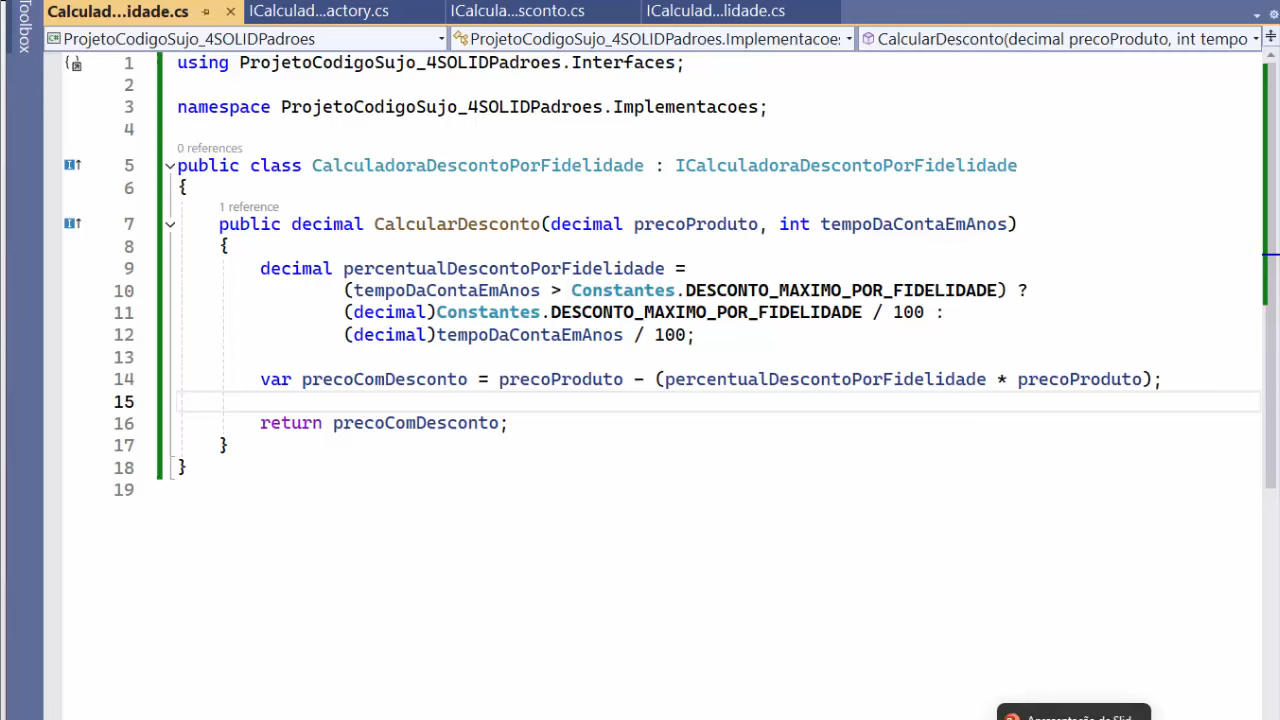 Toolbox
Calculad...idade.cs
ICalculad...actory.cs
ICalcula...sconto.cs
ICalculad...lidade.cs
ProjetoCodigoSujo_4SOLIDPadroes
ProjetoCodigoSujo_4SOLIDPadroes.Implementacoes
CalcularDesconto(decimal precoProduto, int tempo
1 using ProjetoCodigoSujo_4SOLIDPadroes.Interfaces;
2
3 namespace ProjetoCodigoSujo_4SOLIDPadroes.Implementacoes;
4
0 references
5 public class CalculadoraDescontoPorFidelidade : ICalculadoraDescontoPorFidelidade
6 {
1 reference
7 public decimal CalcularDesconto(decimal precoProduto, int tempoDaContaEmAnos)
8 {
9 decimal percentualDescontoPorFidelidade =
10 (tempoDaContaEmAnos > Constantes.DESCONTO_MAXIMO_POR_FIDELIDADE) ?
11 (decimal)Constantes.DESCONTO_MAXIMO_POR_FIDELIDADE / 100 :
12 (decimal)tempoDaContaEmAnos / 100;
13
14 var precoComDesconto = precoProduto - (percentualDescontoPorFidelidade * precoProduto);
15
16 return precoComDesconto;
17 }
18 }
19
Apresentação de Slid